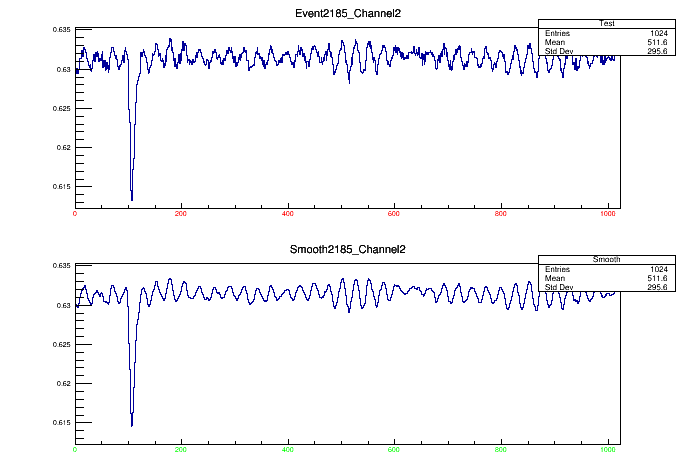 Event2185_Channel2
Test
Entries 1024
Mean 511.6
Std Dev 295.6
0.635
0.63
0.625
0.62
0.615
0 200 400 600 800 1000
Smooth2185_Channel2
Smooth
Entries 1024
Mean 511.6
Std Dev 295.6
0.635
0.63
0.625
0.62
0.615
0 200 400 600 800 1000